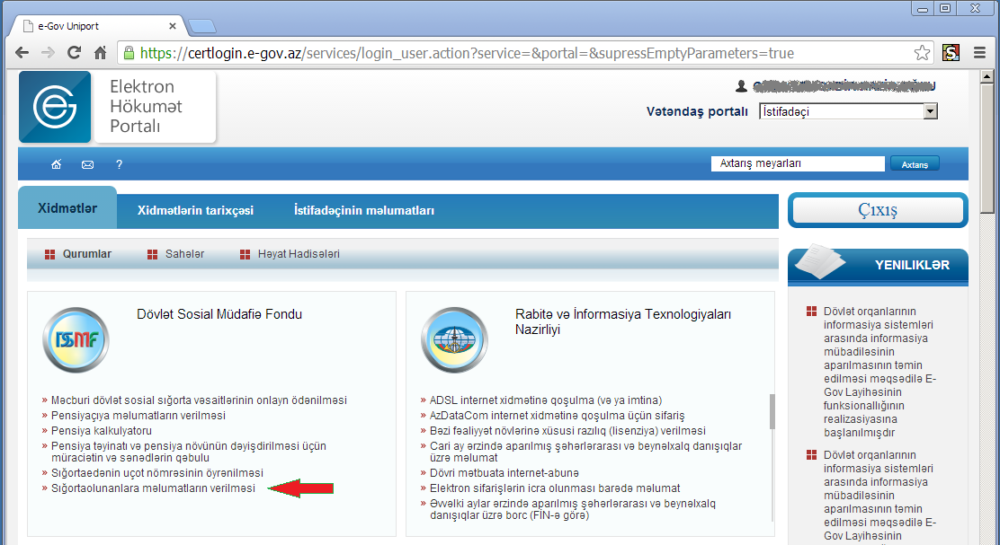 e-Gov Uniport
https://certlogin.e-gov.az/services/login_user.action?service=&portal=&supressEmptyParameters=true
S
Elektron
Hökumət
Portalı
Vətəndaş portalı
İstifadəçi
?
Axtarış meyarları
Axtarış
Xidmətlər
Xidmətlərin tarixçəsi
İstifadəçinin məlumatları
Çıxış
Qurumlar
Sahələr
Həyat Hadisələri
YENILIKLƏR
DSMF
Dövlət Sosial Müdafiə Fondu
» Məcburi dövlət sosial sığorta vəsaitlərinin onlayn ödənilməsi
» Pensiyaçıya məlumatların verilməsi
» Pensiya kalkulyatoru
» Pensiya təyinatı və pensiya növünün dəyişdirilməsi üçün
müraciətin və sənədlərin qəbulu
» Sığortaedənin uçot nömrəsinin öyrənilməsi
» Sığortaolunanlara məlumatların verilməsi
Rabitə və İnformasiya Texnologiyaları
Nazirliyi
» ADSL internet xidmətinə qoşulma (və ya imtina)
» AzDataCom internet xidmətinə qoşulma üçün sifariş
» Bəzi fəaliyyət növlərinə xüsusi razılıq (lisenziya) verilməsi
» Cari ay ərzində aparılmış şəhərlərarası və beynəlxalq danışıqlar
üzrə məlumat
» Dövri mətbuata internet-abunə
» Elektron sifarişlərin icra olunması barədə məlumat
» Əvvəlki aylar ərzində aparılmış şəhərlərarası və beynəlxalq
danışıqlar üzrə borc (FİN-ə görə)
Dövlət orqanlarının
informasiya sistemləri
arasında informasiya
mübadiləsinin
aparılmasının təmin
edilməsi məqsədilə E-
Gov Layihəsinin
funksionallığının
realizasiyasına
başlanılmışdır
Dövlət orqanlarının
informasiya sistemləri
arasında informasiya
mübadiləsinin
aparılmasının təmin
edilməsi məqsədilə E-
Gov Layihəsinin